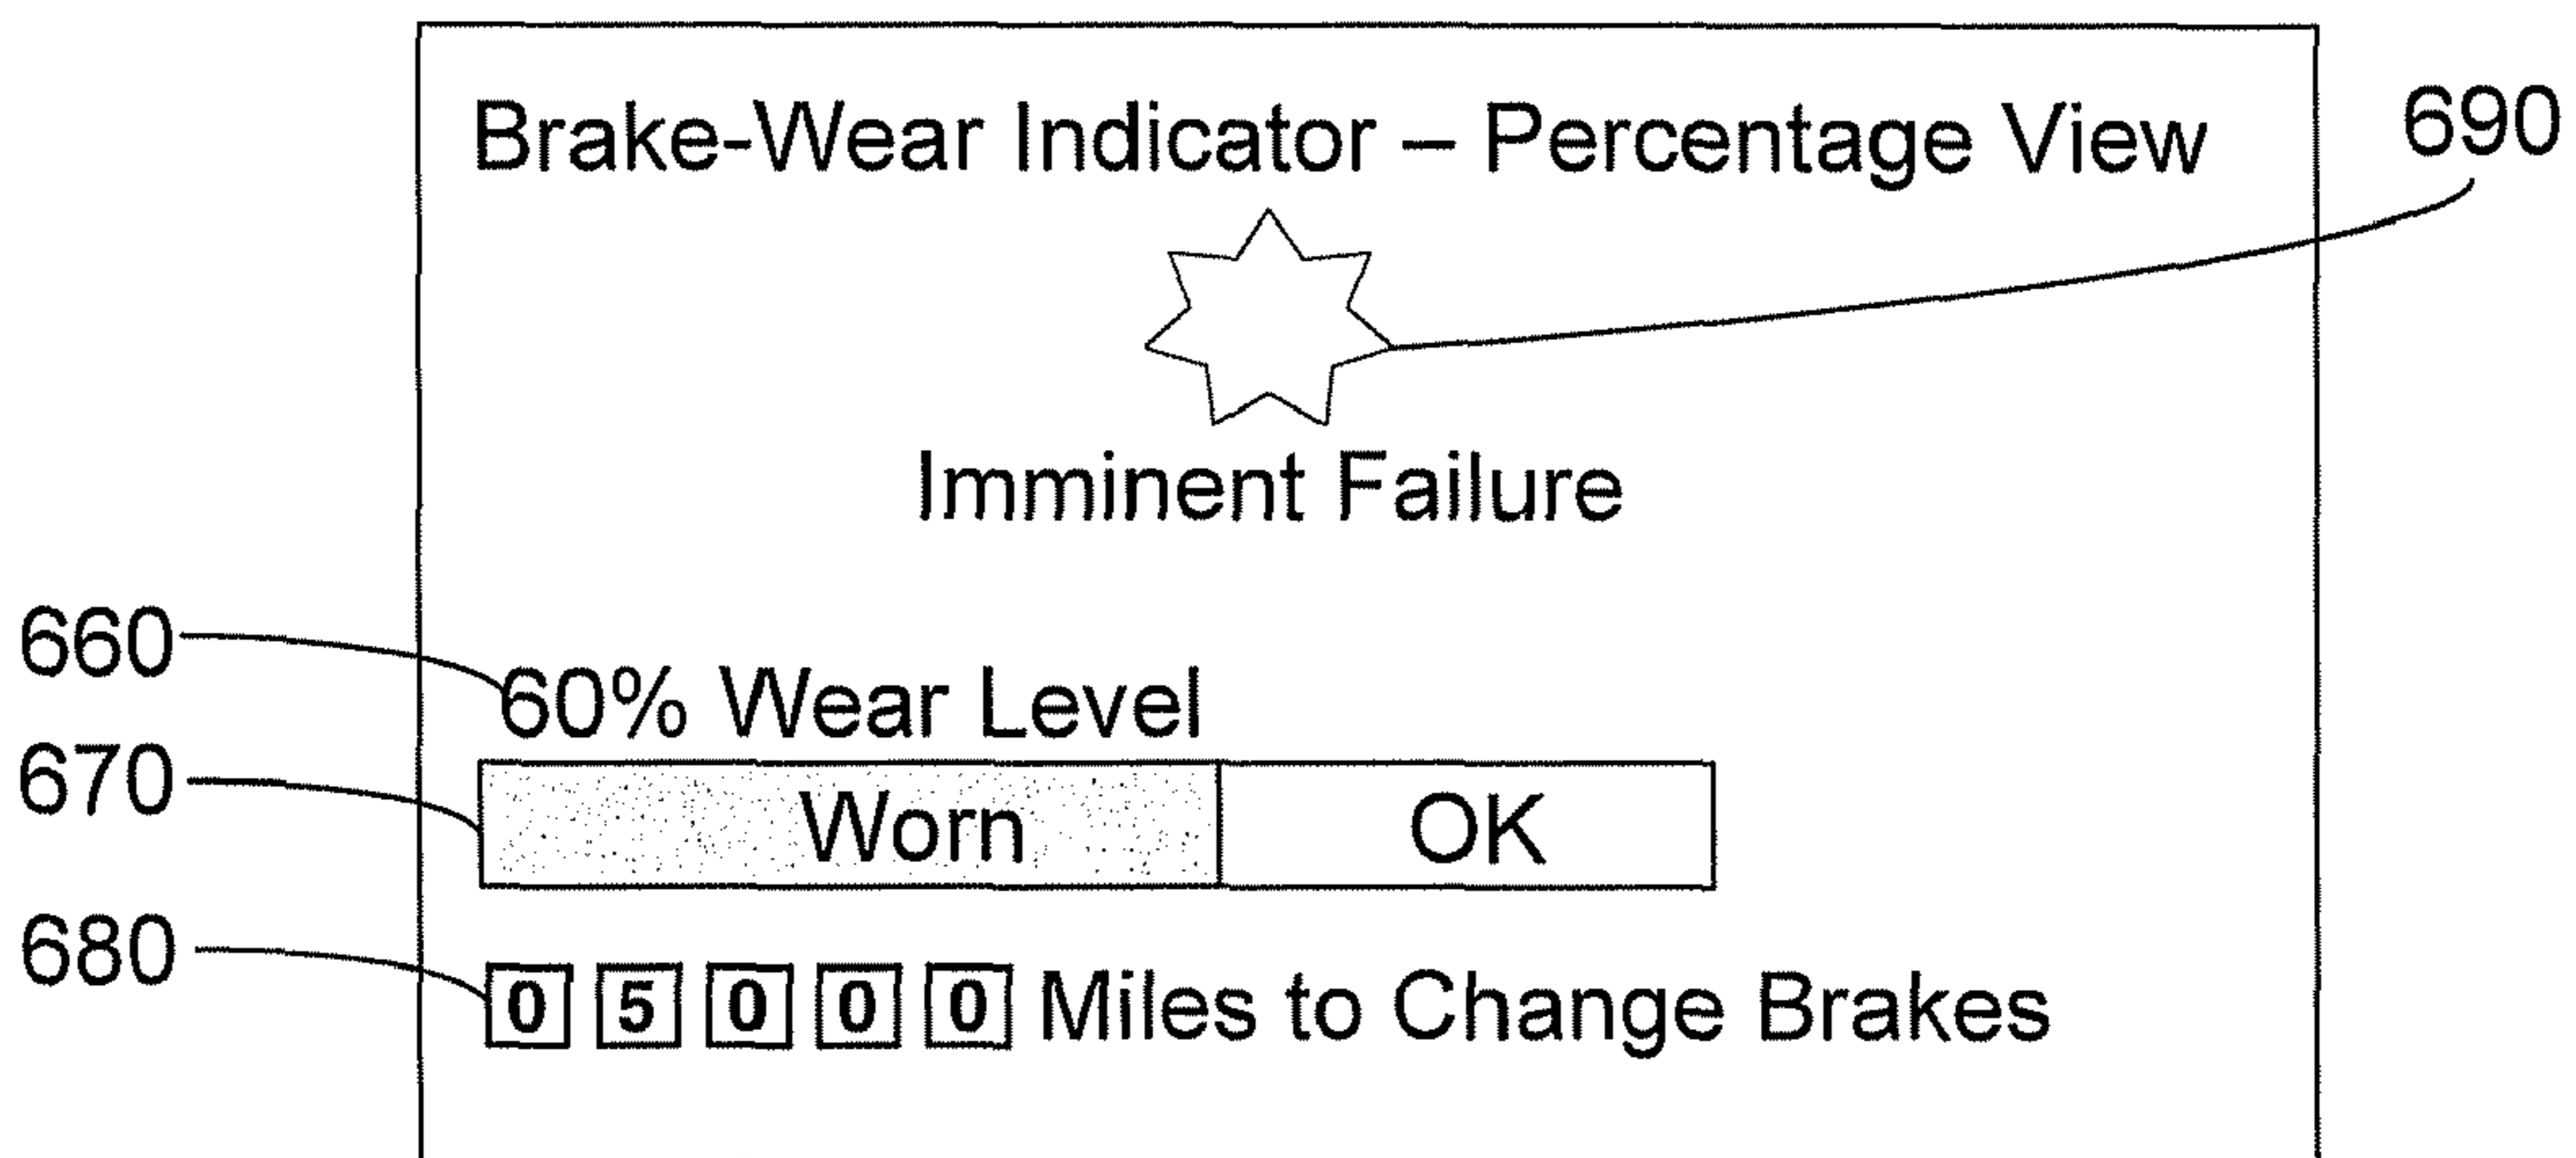 Brake-Wear Indicator – Percentage View
690
Imminent Failure
660
60% Wear Level
670
Worn OK
680
0 5 0 0 0 Miles to Change Brakes